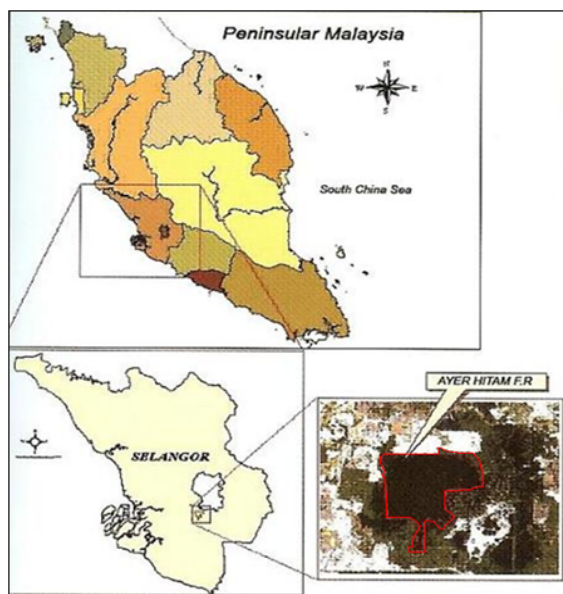 Peninsular Malaysia
N
W E
S
South China Sea
AYER HITAM F.R
SELANGOR